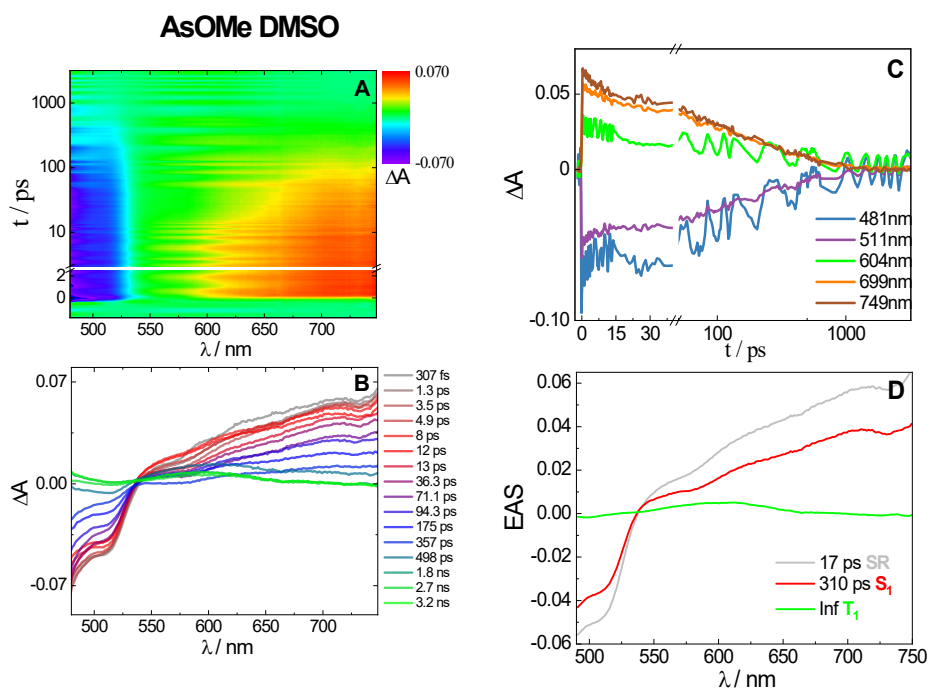 AsOMe DMSO
A
1000
100
10
2
0
t / ps
500 550 600 650 700
λ / nm
0.070
-0.070
ΔA
B
0.07
0.00
-0.07
ΔA
500 550 600 650 700
λ / nm
307 fs
1.3 ps
3.5 ps
4.9 ps
8 ps
12 ps
13 ps
36.3 ps
71.1 ps
94.3 ps
175 ps
357 ps
498 ps
1.8 ns
2.7 ns
3.2 ns
C
0.05
0
-0.10
ΔA
0 15 30 100 1000
t / ps
481nm
511nm
604nm
699nm
749nm
D
0.06
0.04
0.02
0.00
-0.02
-0.04
-0.06
EAS
500 550 600 650 700 750
λ / nm
17 ps SR
310 ps S₁
Inf T₁